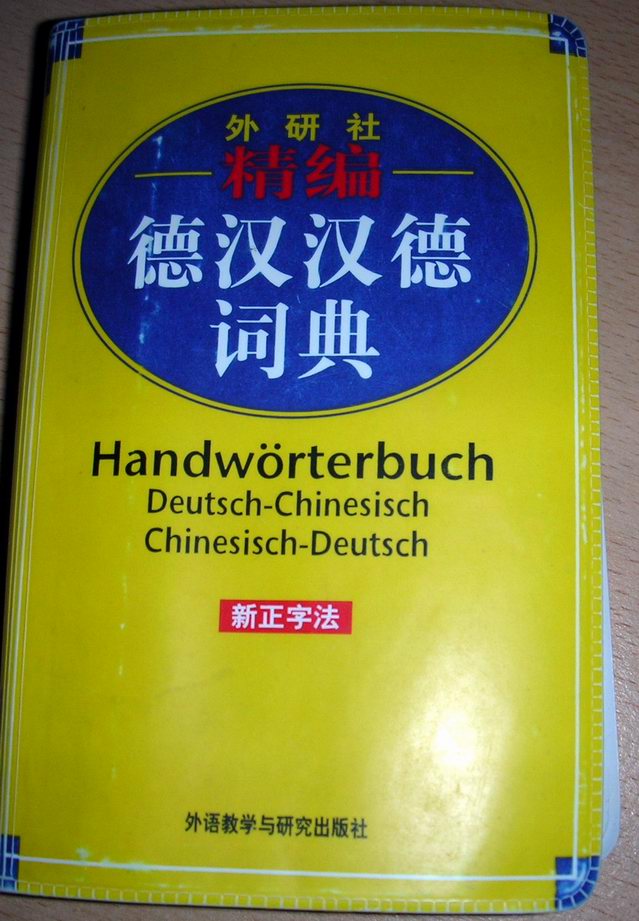 外研社
精编
德汉汉德
词典
Handwörterbuch
Deutsch-Chinesisch
Chinesisch-Deutsch
新正字法
外语教学与研究出版社